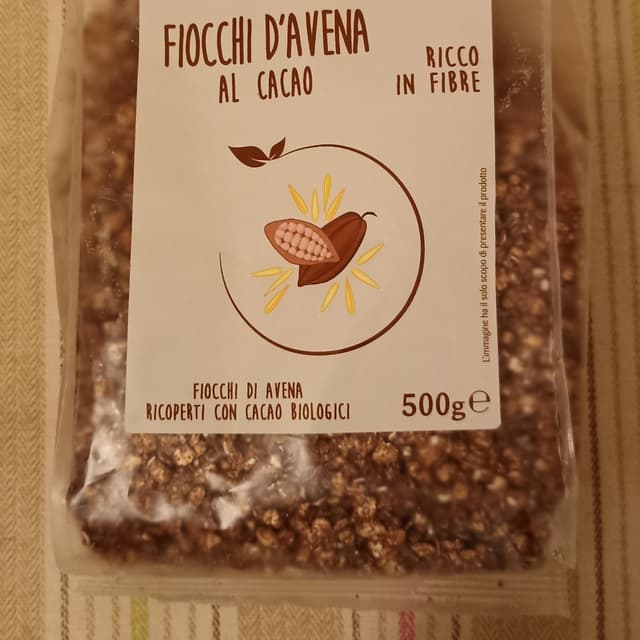 FIOCCHI D'AVENA
AL CACAO
RICCO
IN FIBRE
L'immagine ha il solo scopo di presentare il prodotto
FIOCCHI DI AVENA
RICOPERTI CON CACAO BIOLOGICI
500g ℮